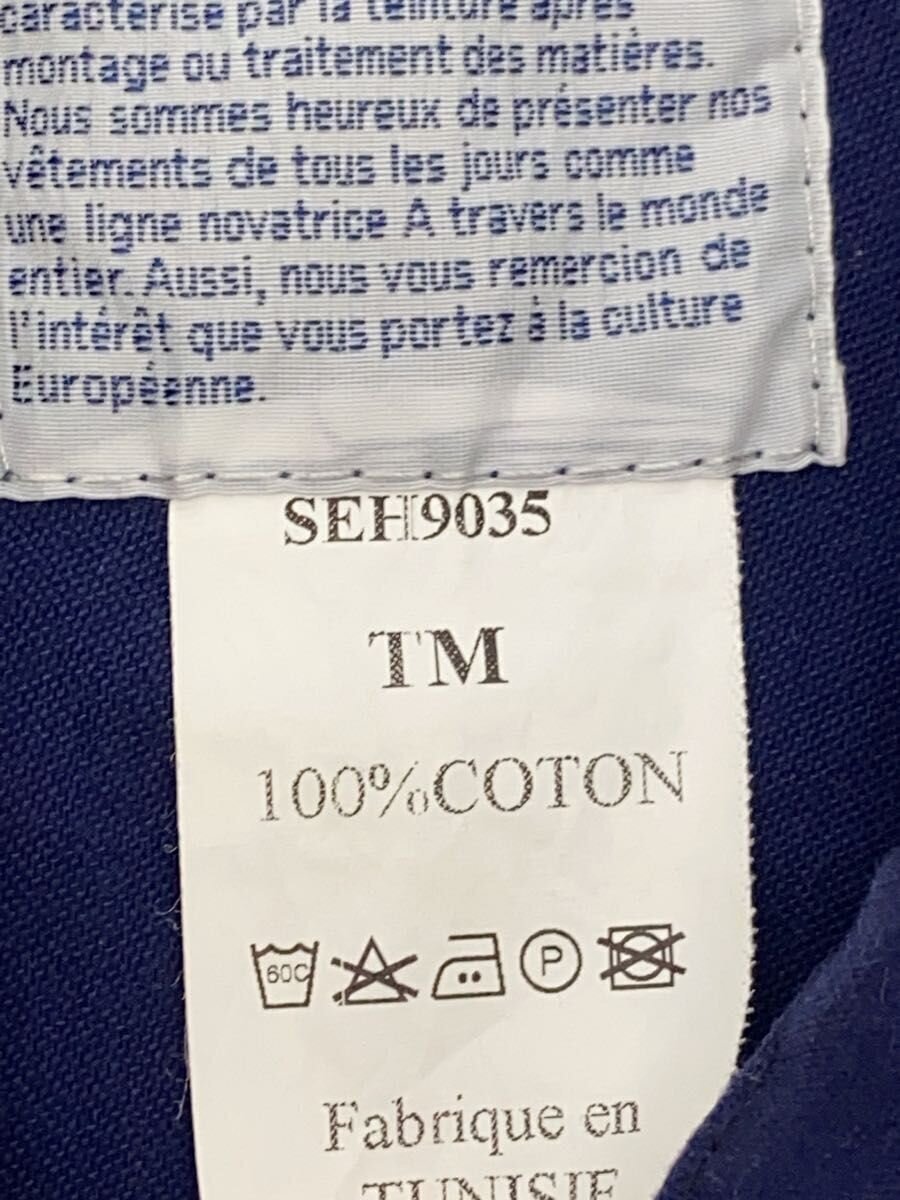 caractérise par la teinture après
montage ou traitement des matières.
Nous sommes heureux de présenter nos
vêtements de tous les jours comme
une ligne novatrice A travers le monde
entier. Aussi, nous vous remercion de
l'intérêt que vous portez à la culture
Européenne.
SEH9035
TM
100%COTON
60C
P
Fabrique en
TUNISIE